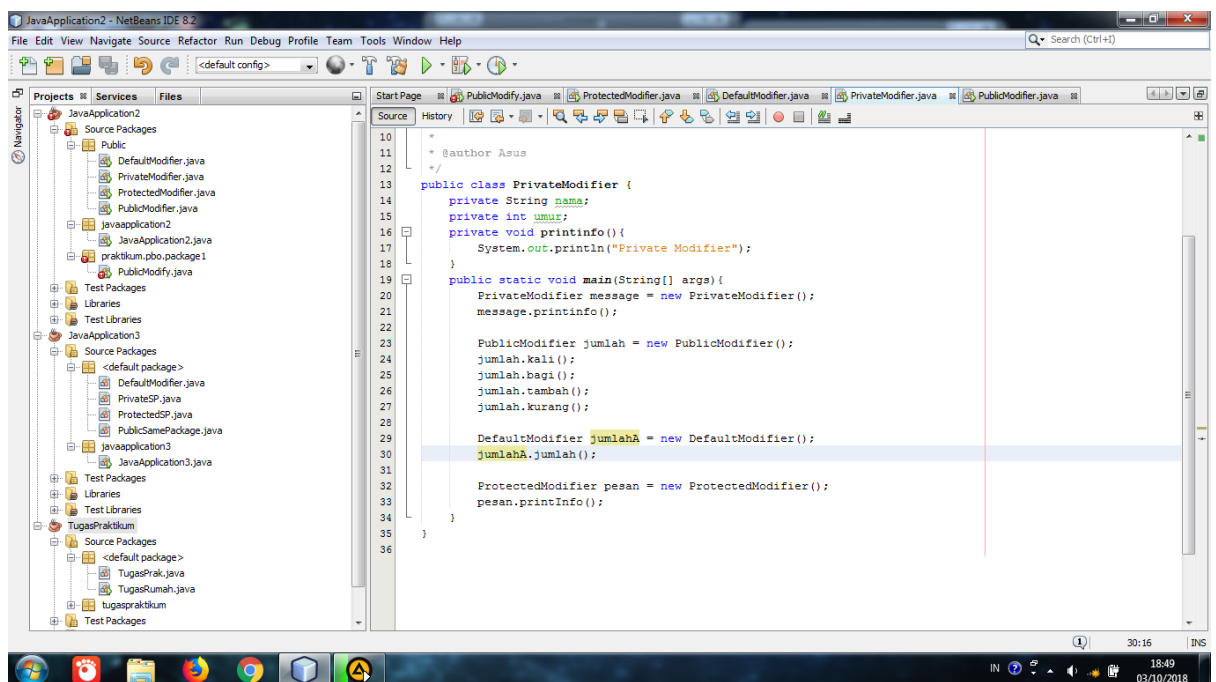 JavaApplication2 - NetBeans IDE 8.2
File Edit View Navigate Source Refactor Run Debug Profile Team Tools Window Help
Search (Ctrl+I)
<default config>
Projects Services Files
Start Page PublicModify.java ProtectedModifier.java DefaultModifier.java PrivateModifier.java PublicModifier.java
Navigator
Source History
JavaApplication2
Source Packages
Public
DefaultModifier.java
PrivateModifier.java
ProtectedModifier.java
PublicModifier.java
javaapplication2
JavaApplication2.java
praktikum.pbo.package1
PublicModify.java
Test Packages
Libraries
Test Libraries
JavaApplication3
Source Packages
<default package>
DefaultModifier.java
PrivateSP.java
ProtectedSP.java
PublicSamePackage.java
javaapplication3
JavaApplication3.java
Test Packages
Libraries
Test Libraries
TugasPraktikum
Source Packages
<default package>
TugasPrak.java
TugasRumah.java
tugaspraktikum
Test Packages
10 *
11 * @author Asus
12 */
13 public class PrivateModifier {
14 private String nama;
15 private int umur;
16 private void printinfo(){
17 System.out.println("Private Modifier");
18 }
19 public static void main(String[] args){
20 PrivateModifier message = new PrivateModifier();
21 message.printinfo();
22
23 PublicModifier jumlah = new PublicModifier();
24 jumlah.kali();
25 jumlah.bagi();
26 jumlah.tambah();
27 jumlah.kurang();
28
29 DefaultModifier jumlahA = new DefaultModifier();
30 jumlahA.jumlah();
31
32 ProtectedModifier pesan = new ProtectedModifier();
33 pesan.printInfo();
34 }
35 }
36
1 30:16 INS
IN 18:49
03/10/2018